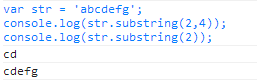 var str = 'abcdefg';
console.log(str.substring(2,4));
console.log(str.substring(2));
cd
cdefg